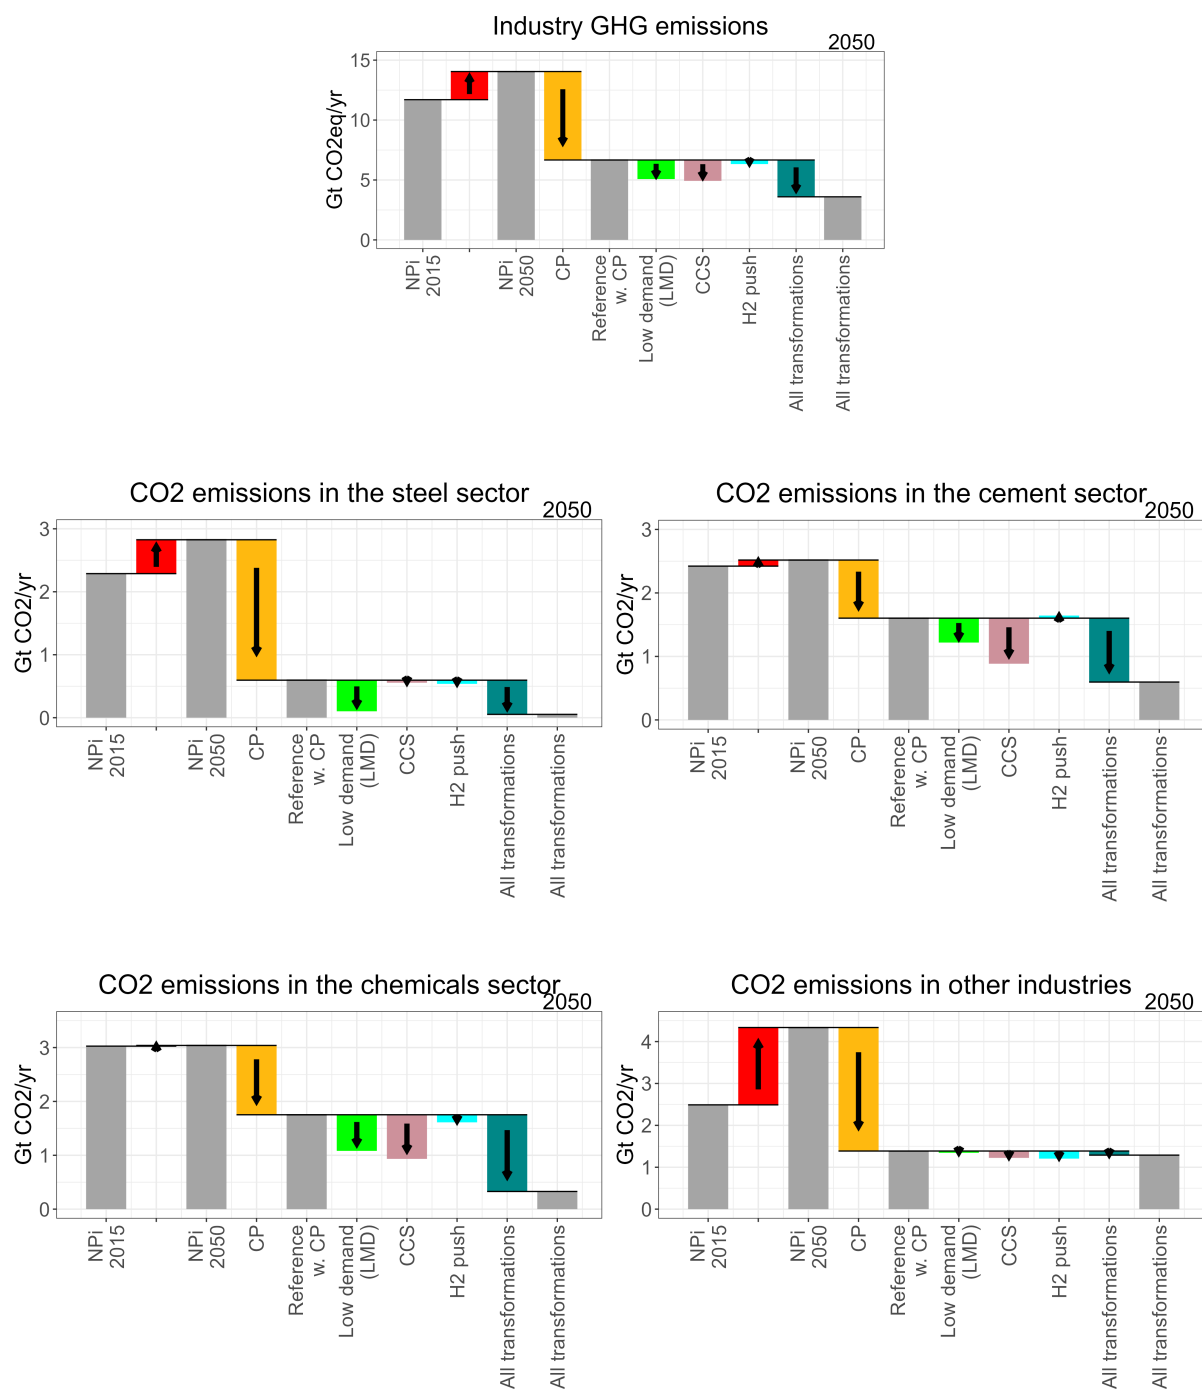 Industry GHG emissions
2050
Gt CO2eq/yr
15
10
5
0
NPi
2015
NPi
2050
CP
Reference
w. CP
Low demand
(LMD)
CCS
H2 push
All transformations
All transformations
CO2 emissions in the steel sector
2050
Gt CO2/yr
3
2
1
0
NPi
2015
NPi
2050
CP
Reference
w. CP
Low demand
(LMD)
CCS
H2 push
All transformations
All transformations
CO2 emissions in the cement sector
2050
Gt CO2/yr
3
2
1
0
NPi
2015
NPi
2050
CP
Reference
w. CP
Low demand
(LMD)
CCS
H2 push
All transformations
All transformations
CO2 emissions in the chemicals sector
2050
Gt CO2/yr
3
2
1
0
NPi
2015
NPi
2050
CP
Reference
w. CP
Low demand
(LMD)
CCS
H2 push
All transformations
All transformations
CO2 emissions in other industries
2050
Gt CO2/yr
4
3
2
1
0
NPi
2015
NPi
2050
CP
Reference
w. CP
Low demand
(LMD)
CCS
H2 push
All transformations
All transformations